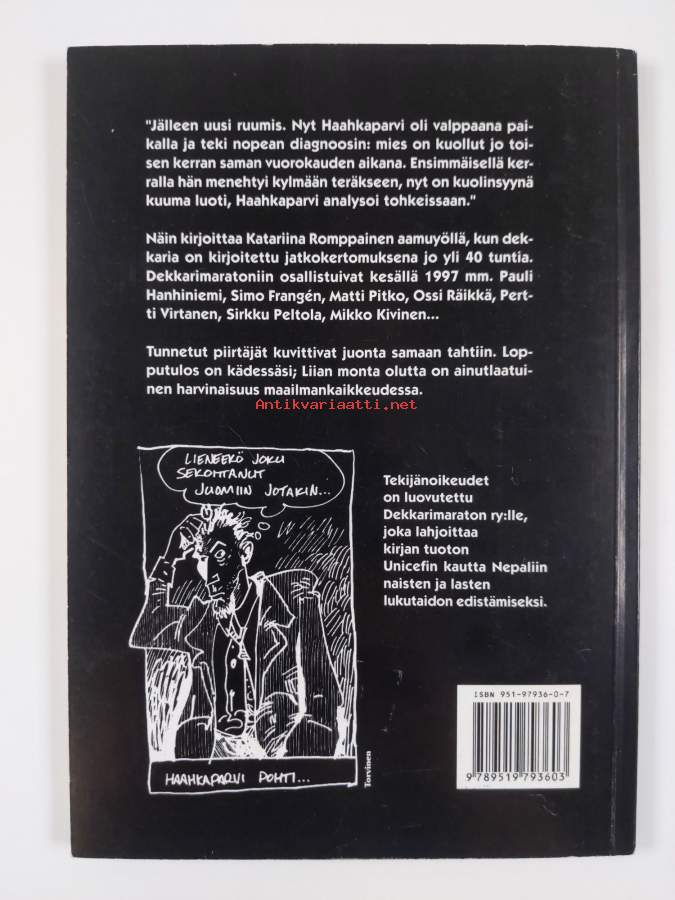 "Jälleen uusi ruumis. Nyt Haahkaparvi oli valppaana pai-
kalla ja teki nopean diagnoosin: mies on kuollut jo toi-
sen kerran saman vuorokauden aikana. Ensimmäisellä ker-
ralla hän menehtyi kylmään teräkseen, nyt on kuolinsyynä
kuuma luoti, Haahkaparvi analysoi tohkeissaan."
Näin kirjoittaa Katariina Romppainen aamuyöllä, kun dek-
karia on kirjoitettu jatkokertomuksena jo yli 40 tuntia.
Dekkarimaratoniin osallistuivat kesällä 1997 mm. Pauli
Hanhiniemi, Simo Frangén, Matti Pitko, Ossi Räikkä, Pert-
ti Virtanen, Sirkku Peltola, Mikko Kivinen...
Tunnetut piirtäjät kuvittivat juonta samaan tahtiin. Lop-
putulos on kädessäsi; Liian monta olutta on ainutlaatui-
nen harvinaisuus maailmankaikkeudessa.
Antikvariaatti.net
LIENEEKÖ JOKU
SEKOITTANUT
JUOMIIN JOTAKIN...
HAAHKAPARVI POHTI...
Torvinen
Tekijänoikeudet
on luovutettu
Dekkarimaraton ry:lle,
joka lahjoittaa
kirjan tuoton
Unicefin kautta Nepaliin
naisten ja lasten
lukutaidon edistämiseksi.
ISBN 951-97936-0-7
9 789519 793603